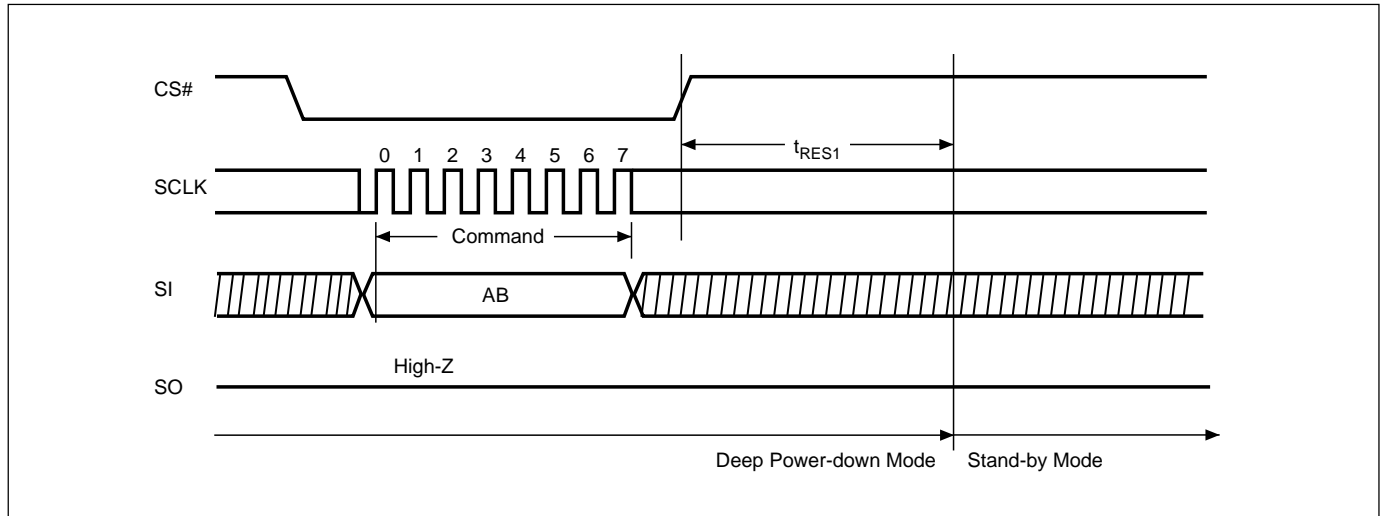 CS#
tRES1
0 1 2 3 4 5 6 7
SCLK
Command
SI
AB
High-Z
SO
Deep Power-down Mode Stand-by Mode